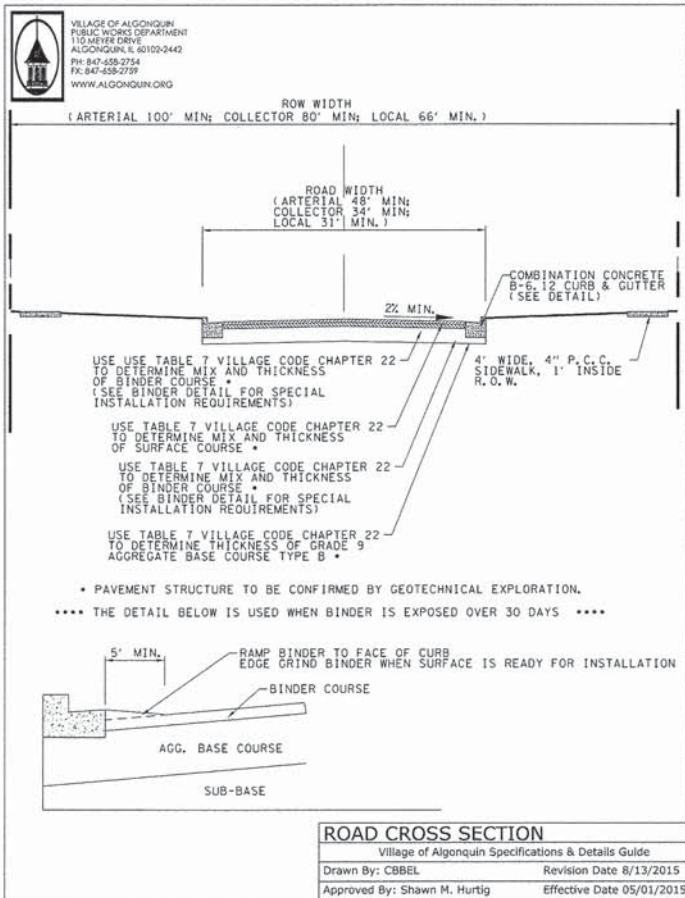 VILLAGE OF ALGONQUIN
PUBLIC WORKS DEPARTMENT
110 MEYER DRIVE
ALGONQUIN, IL 60102-2442
PH: 847-658-2754
FX: 847-658-2759
WWW.ALGONQUIN.ORG
ROW WIDTH
(ARTERIAL 100' MIN; COLLECTOR 80' MIN; LOCAL 66' MIN.)
ROAD WIDTH
(ARTERIAL 48' MIN;
COLLECTOR 34' MIN;
LOCAL 31' MIN.)
2% MIN.
COMBINATION CONCRETE
B-6.12 CURB & GUTTER
(SEE DETAIL)
4' WIDE, 4" P.C.C.
SIDEWALK, 1' INSIDE
R.O.W.
USE USE TABLE 7 VILLAGE CODE CHAPTER 22
TO DETERMINE MIX AND THICKNESS
OF BINDER COURSE *
(SEE BINDER DETAIL FOR SPECIAL
INSTALLATION REQUIREMENTS)
USE TABLE 7 VILLAGE CODE CHAPTER 22
TO DETERMINE MIX AND THICKNESS
OF SURFACE COURSE *
USE TABLE 7 VILLAGE CODE CHAPTER 22
TO DETERMINE MIX AND THICKNESS
OF BINDER COURSE *
(SEE BINDER DETAIL FOR SPECIAL
INSTALLATION REQUIREMENTS)
USE TABLE 7 VILLAGE CODE CHAPTER 22
TO DETERMINE THICKNESS OF GRADE 9
AGGREGATE BASE COURSE TYPE B *
* PAVEMENT STRUCTURE TO BE CONFIRMED BY GEOTECHNICAL EXPLORATION.
**** THE DETAIL BELOW IS USED WHEN BINDER IS EXPOSED OVER 30 DAYS ****
5' MIN.
RAMP BINDER TO FACE OF CURB
EDGE GRIND BINDER WHEN SURFACE IS READY FOR INSTALLATION
BINDER COURSE
AGG. BASE COURSE
SUB-BASE
ROAD CROSS SECTION
Village of Algonquin Specifications & Details Guide
Drawn By: CBBEL Revision Date 8/13/2015
Approved By: Shawn M. Hurtig Effective Date 05/01/2015